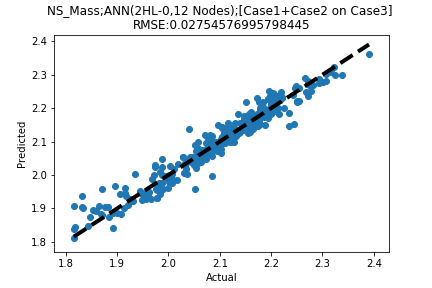 NS_Mass;ANN(2HL-0,12 Nodes);[Case1+Case2 on Case3]
RMSE:0.02754576995798445
2.4
2.3
2.2
2.1
2.0
1.9
1.8
Predicted
1.8 1.9 2.0 2.1 2.2 2.3 2.4
Actual